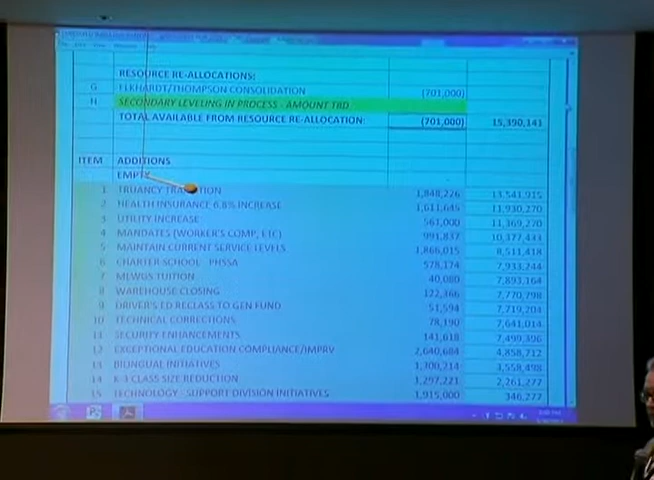 RESOURCE RE-ALLOCATIONS:
G ELKHARDT/THOMPSON CONSOLIDATION (701,000)
H SECONDARY LEVELING IN PROCESS - AMOUNT TBD
TOTAL AVAILABLE FROM RESOURCE RE-ALLOCATION: (701,000) 15,390,141
ITEM ADDITIONS
EMPTY
1 TRUANCY 1,848,226 13,541,915
2 HEALTH INSURANCE 6.8% INCREASE 1,611,645 11,930,270
3 UTILITY INCREASE 561,000 11,369,270
4 MANDATES (WORKER'S COMP, ETC) 991,837 10,377,433
5 MAINTAIN CURRENT SERVICE LEVELS 1,866,015 8,511,418
6 CHARTER SCHOOL - PHSSA 578,174 7,933,244
7 MLWGS TUITION 40,080 7,893,164
8 WAREHOUSE CLOSING 122,366 7,770,798
9 DRIVER'S ED RECLASS TO GEN FUND 51,594 7,719,204
10 TECHNICAL CORRECTIONS 78,190 7,641,014
11 SECURITY ENHANCEMENTS 141,618 7,499,396
12 EXCEPTIONAL EDUCATION COMPLIANCE/IMPRV 2,640,684 4,858,712
13 BILINGUAL INITIATIVES 1,300,214 3,558,498
14 K-3 CLASS SIZE REDUCTION 1,297,221 2,261,277
15 TECHNOLOGY - SUPPORT DIVISION INITIATIVES 1,915,000 346,277